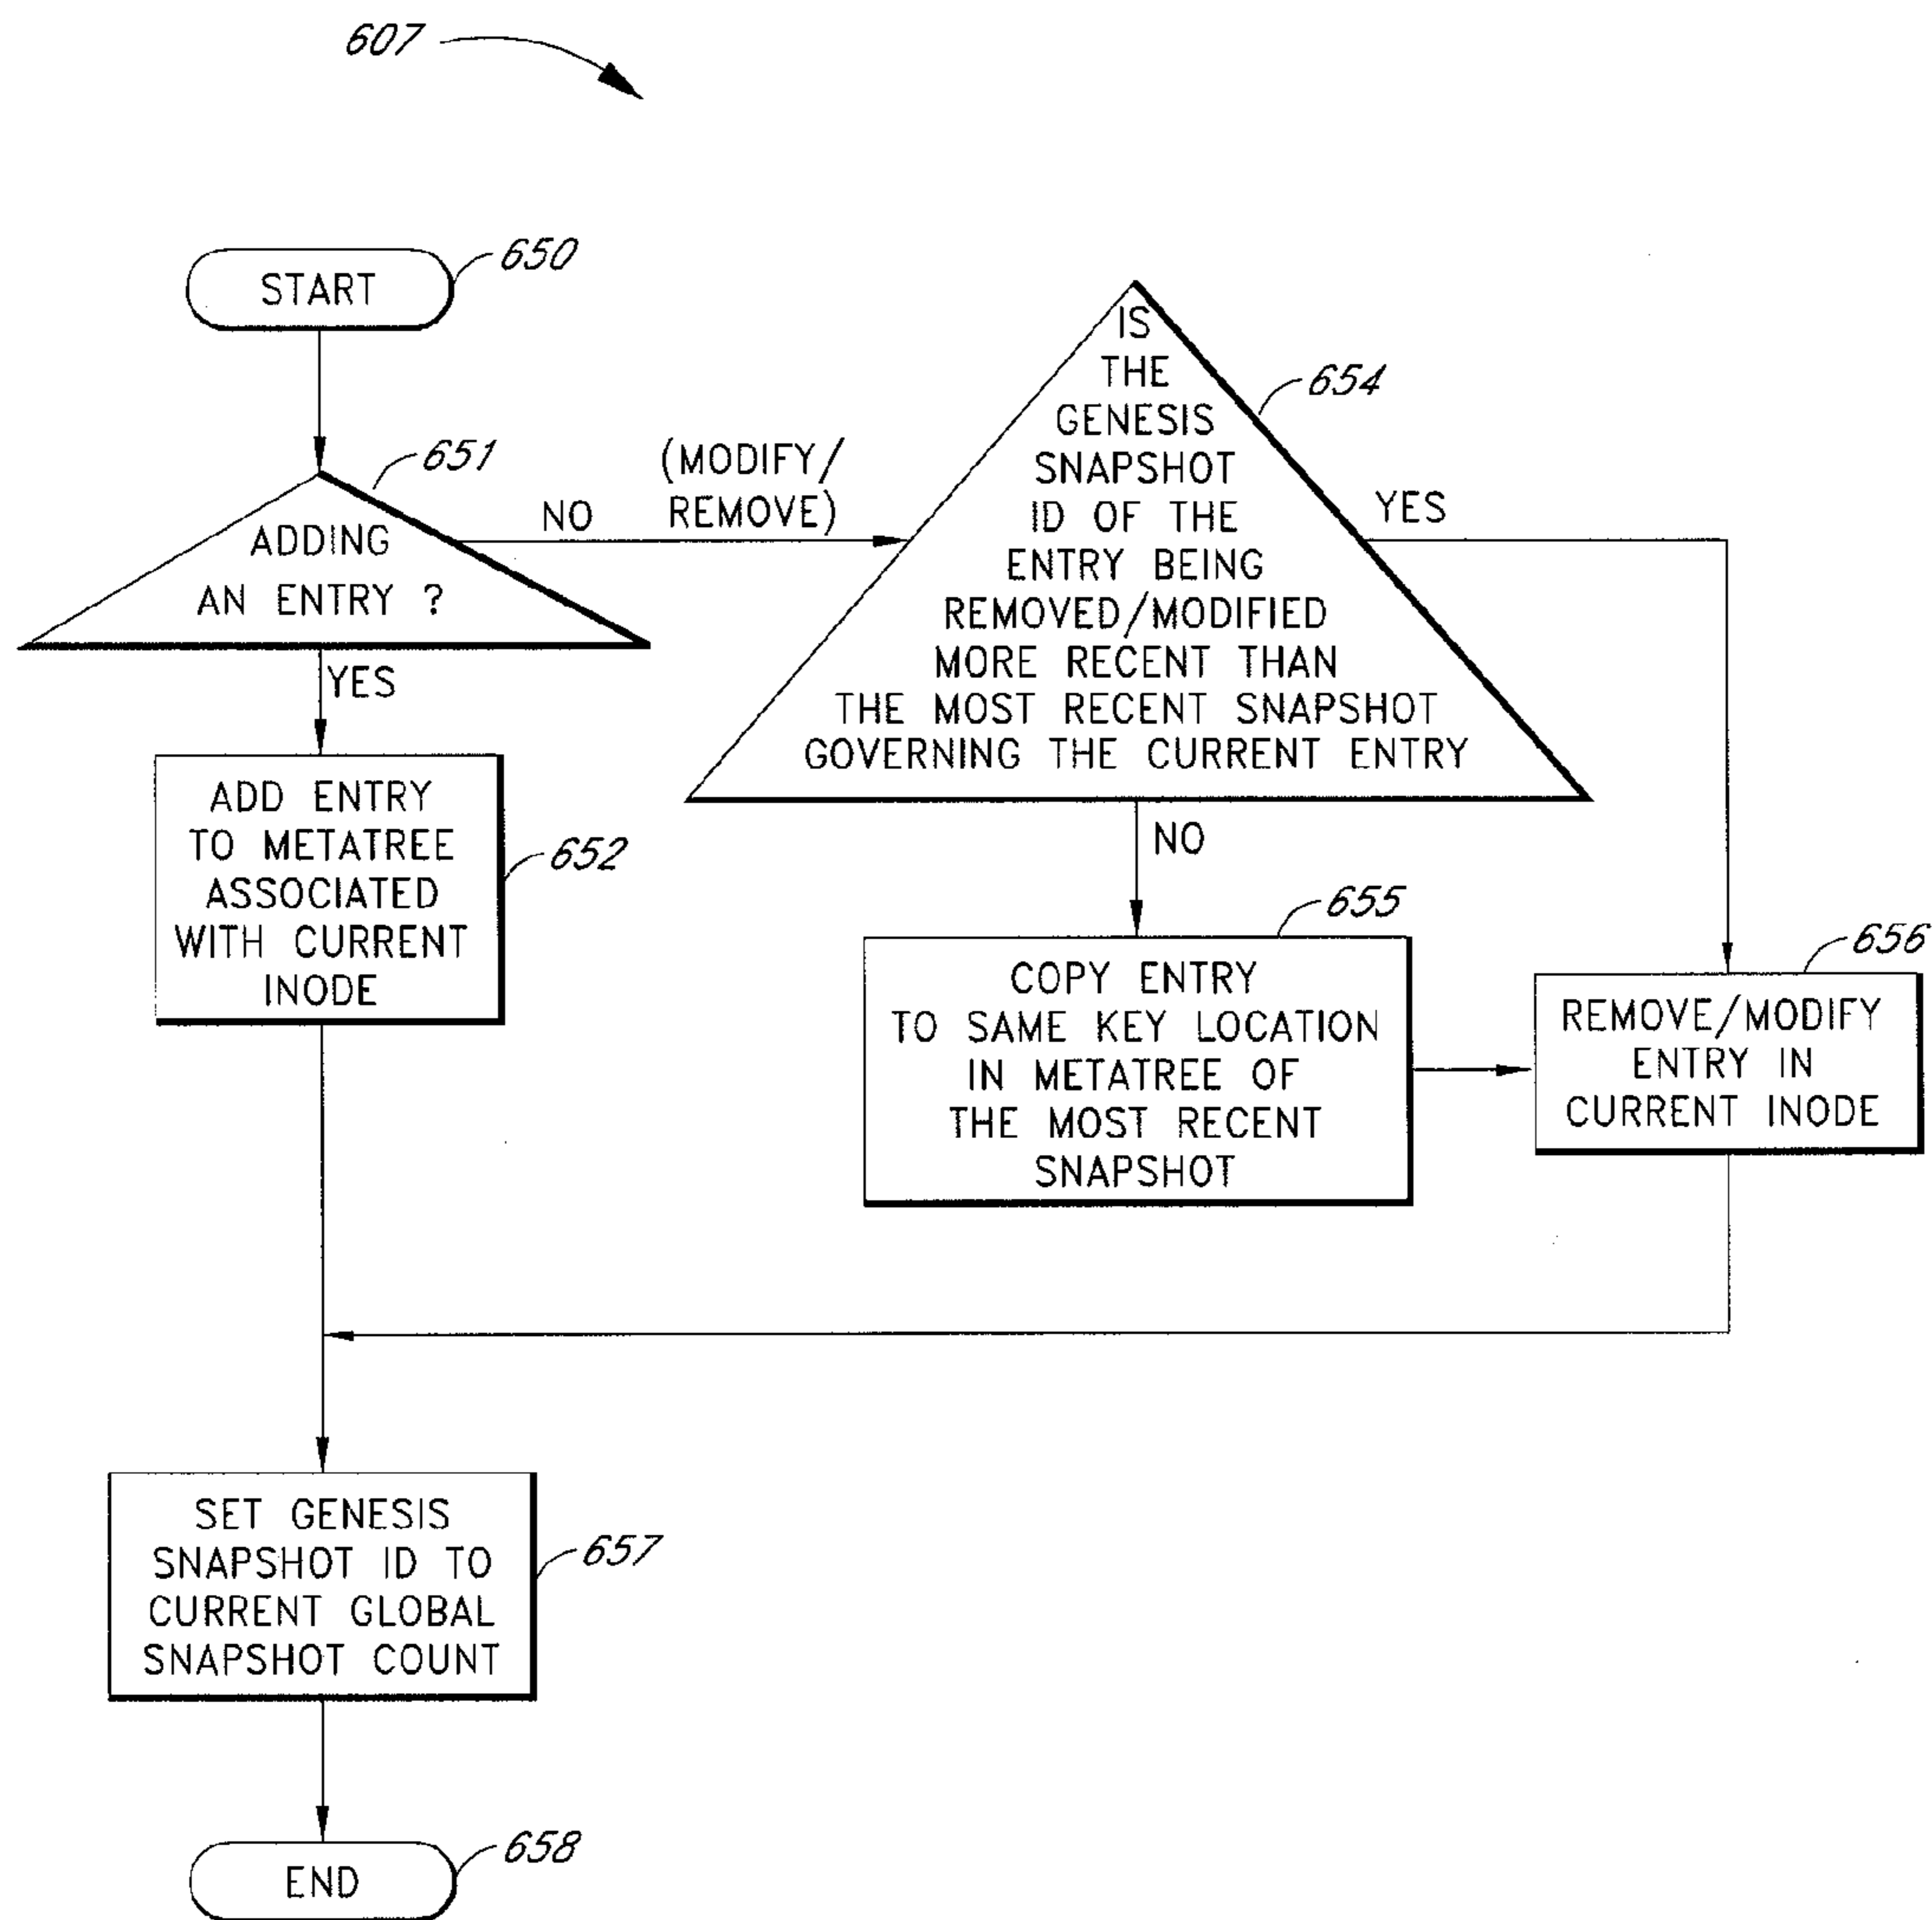 607
START
650
651
ADDING
AN ENTRY ?
NO
(MODIFY/
REMOVE)
IS
THE
GENESIS
SNAPSHOT
ID OF THE
ENTRY BEING
REMOVED/MODIFIED
MORE RECENT THAN
THE MOST RECENT SNAPSHOT
GOVERNING THE CURRENT ENTRY
654
YES
YES
ADD ENTRY
TO METATREE
ASSOCIATED
WITH CURRENT
INODE
652
NO
655
COPY ENTRY
TO SAME KEY LOCATION
IN METATREE OF
THE MOST RECENT
SNAPSHOT
656
REMOVE/MODIFY
ENTRY IN
CURRENT INODE
SET GENESIS
SNAPSHOT ID TO
CURRENT GLOBAL
SNAPSHOT COUNT
657
END
658